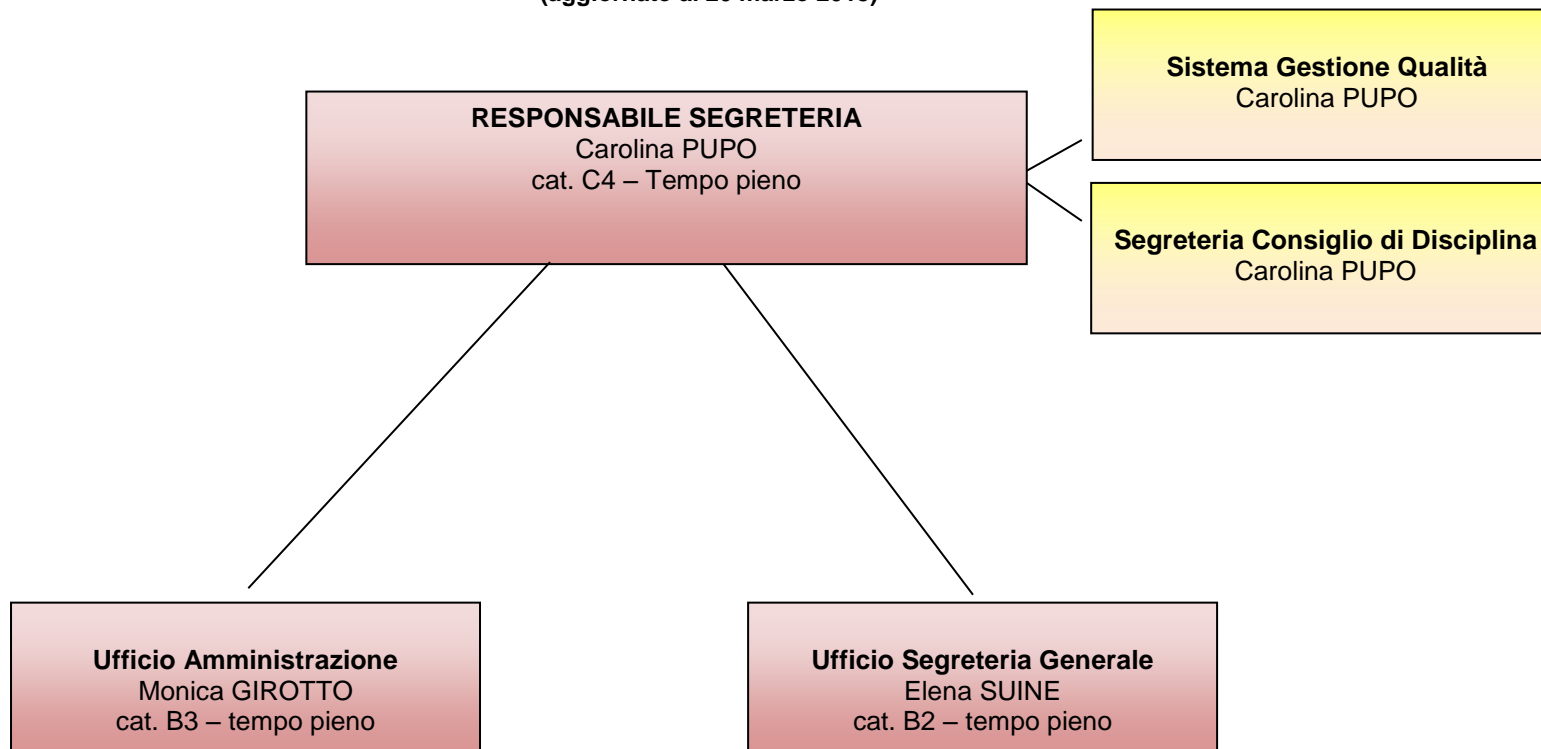 RESPONSABILE SEGRETERIA
Carolina PUPO
cat. C4 – Tempo pieno
Sistema Gestione Qualità
Carolina PUPO
Segreteria Consiglio di Disciplina
Carolina PUPO
Ufficio Amministrazione
Monica GIROTTO
cat. B3 – tempo pieno
Ufficio Segreteria Generale
Elena SUINE
cat. B2 – tempo pieno